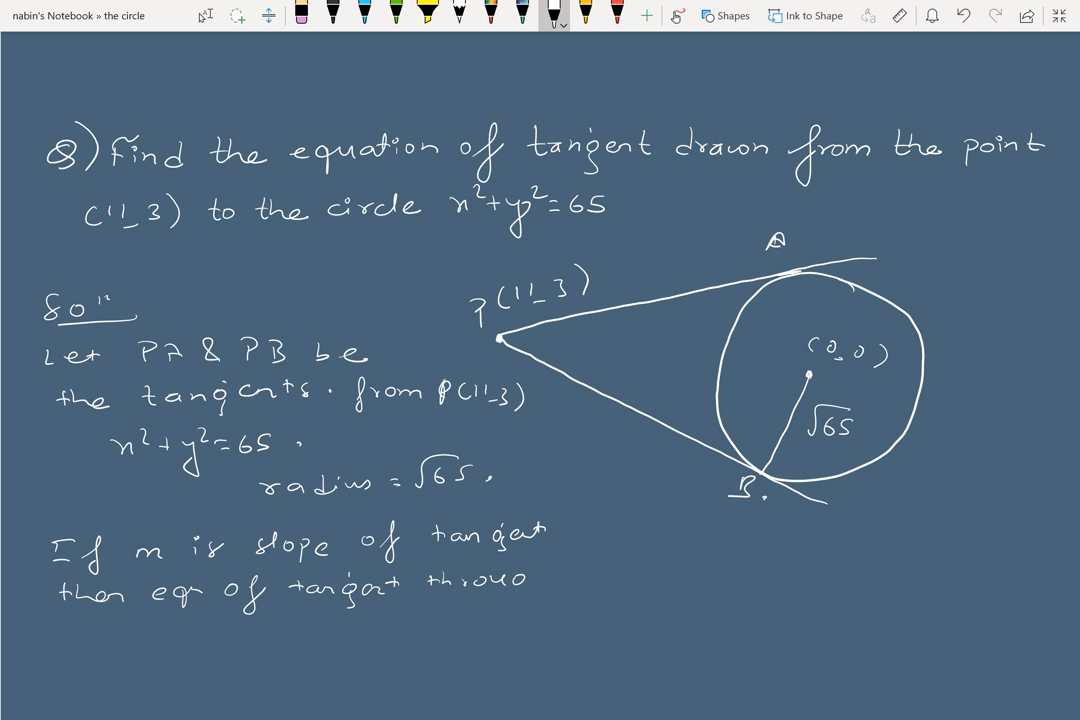 nabin's Notebook » the circle
Shapes
Ink to Shape
Q) Find the equation of tangent drawn from the point
(11, 3) to the circle x²+y²=65
Solⁿ
Let PA & PB be
the tangents. from P(11,3)
x²+y²=65.
radius = √65.
If m is slope of tangent
then eqn of tangent throuo
P(11,3)
A
(0,0)
√65
B.